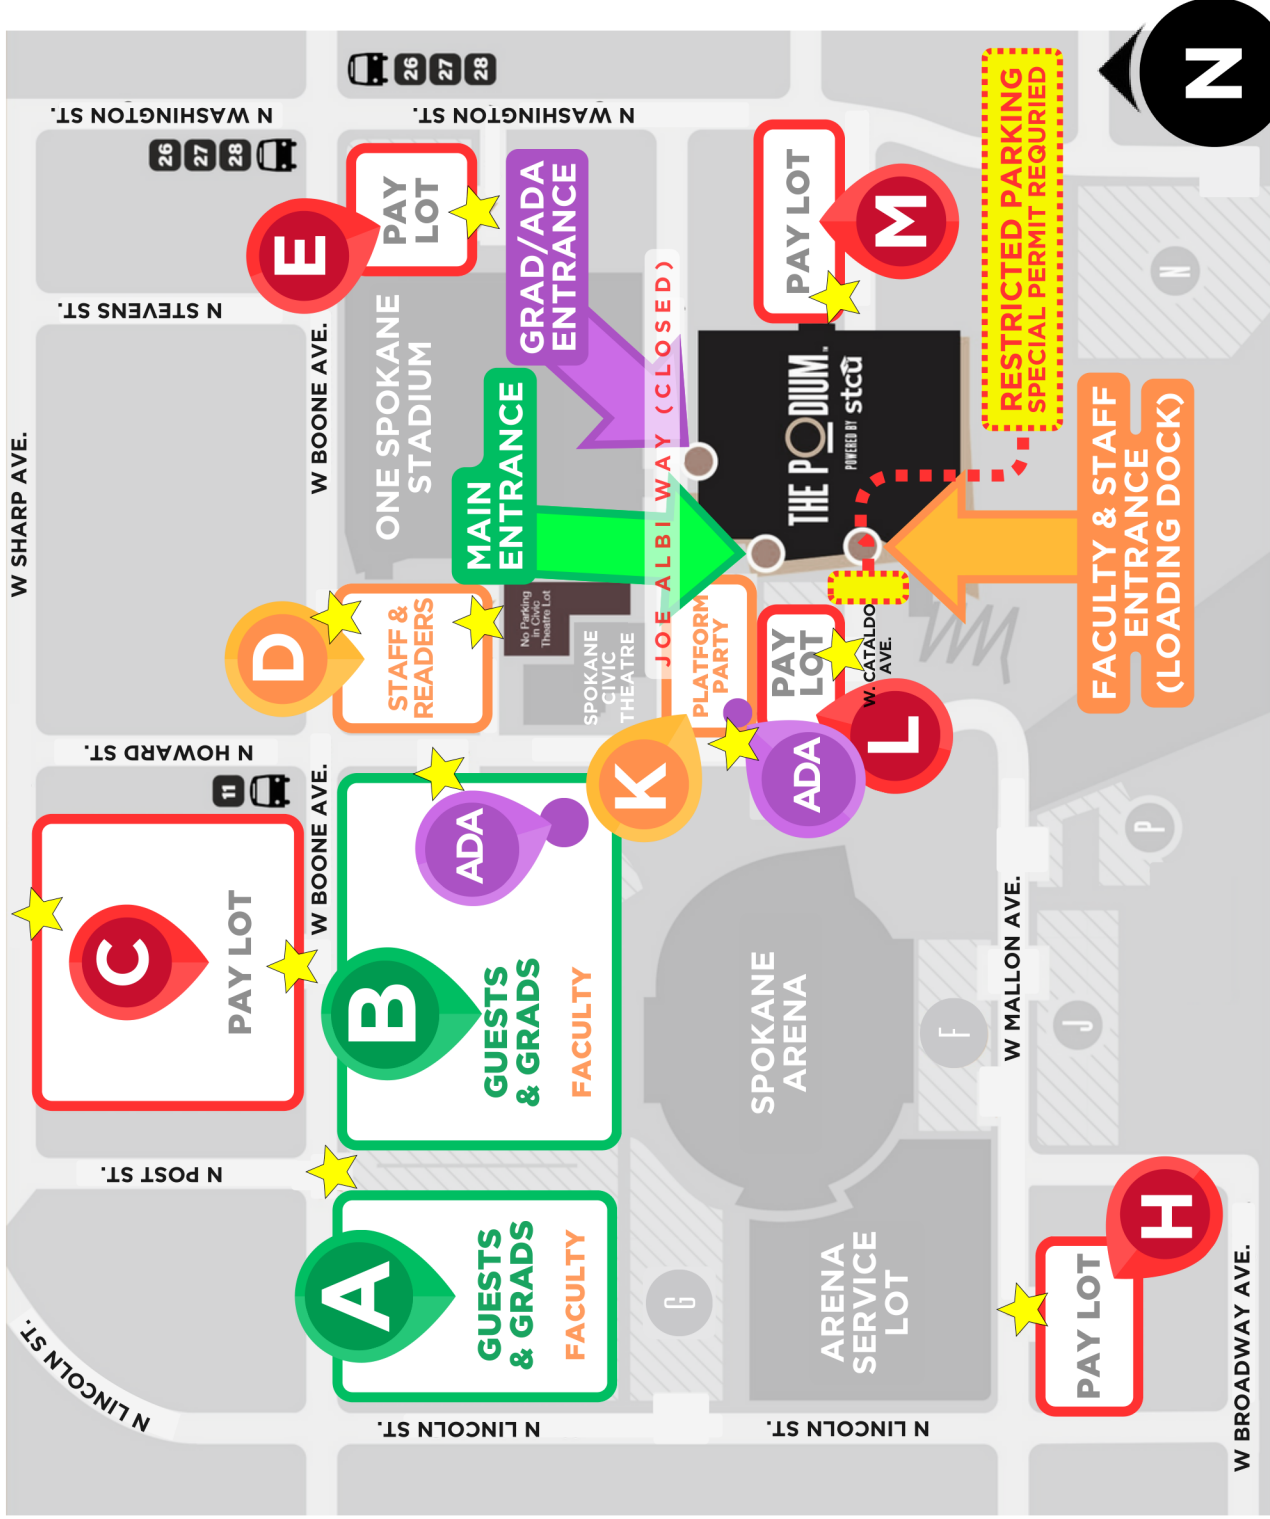 N LINCOLN ST.
N POST ST.
N HOWARD ST.
N STEVENS ST.
N WASHINGTON ST.
W SHARP AVE.
C
PAY LOT
11
26
27
28
W BOONE AVE.
W BOONE AVE.
A
GUESTS
& GRADS
FACULTY
B
GUESTS
& GRADS
FACULTY
ADA
D
STAFF &
READERS
ONE SPOKANE
STADIUM
E
PAY
LOT
26
27
28
N LINCOLN ST.
N WASHINGTON ST.
No Parking
in Civic
Theatre Lot
SPOKANE
CIVIC
THEATRE
MAIN
ENTRANCE
GRAD/ADA
ENTRANCE
JOE ALBI WAY (CLOSED)
G
SPOKANE
ARENA
K
PLATFORM
PARTY
ADA
PAY
LOT
L
W. CATALDO
AVE.
THE PODIUM.
POWERED BY stcu
PAY LOT
M
N LINCOLN ST.
ARENA
SERVICE
LOT
F
W MALLON AVE.
RESTRICTED PARKING
SPECIAL PERMIT REQURIED
FACULTY & STAFF
ENTRANCE
(LOADING DOCK)
J
P
N
PAY LOT
H
W BROADWAY AVE.
N